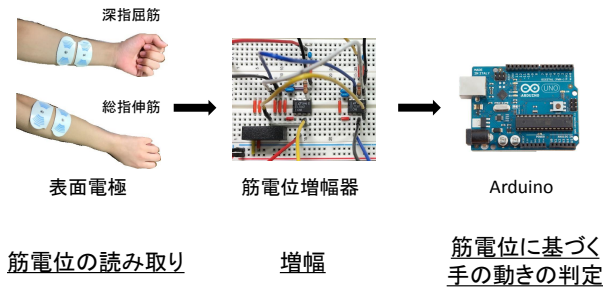 深指屈筋
総指伸筋
表面電極
筋電位増幅器
Arduino
筋電位の読み取り
増幅
筋電位に基づく
手の動きの判定
UNO
ARDUINO